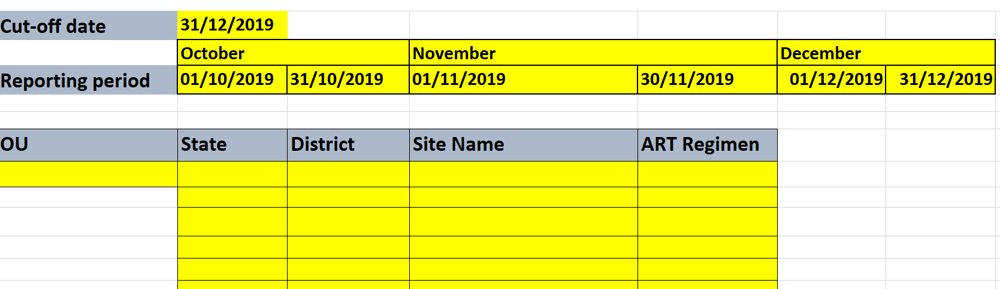 Cut-off date 31/12/2019
October November December
Reporting period 01/10/2019 31/10/2019 01/11/2019 30/11/2019 01/12/2019 31/12/2019
OU State District Site Name ART Regimen